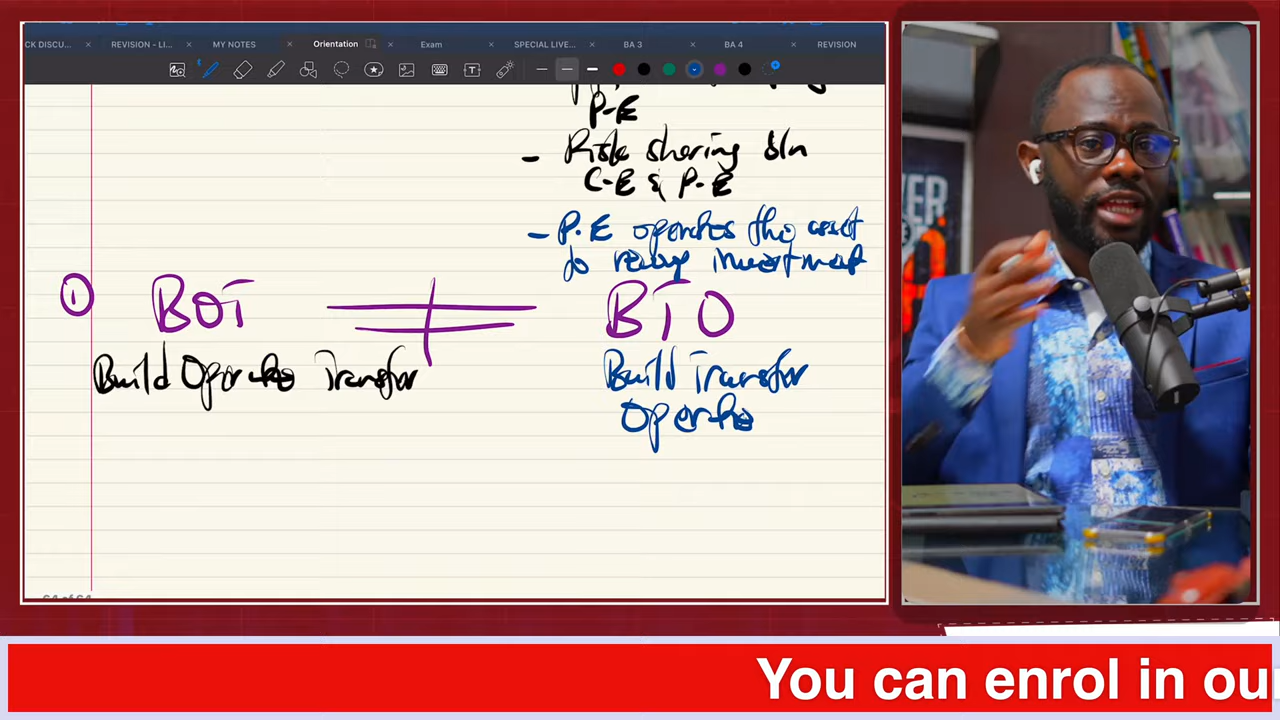 CK DISCU...
REVISION - LI...
MY NOTES
Orientation
Exam
SPECIAL LIVE...
BA 3
BA 4
REVISION
P-E
- Risk sharing b/n
C-E & P-E
- P.E operates the asset
to recoup investment
① BOT ≠ BTO
Build Operate Transfer
Build Transfer
Operate
T
You can enrol in our